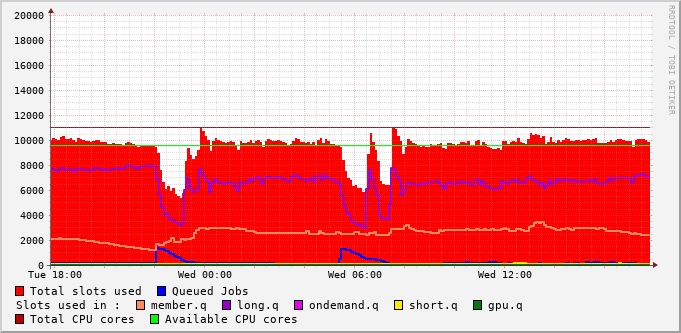 20000
18000
16000
14000
12000
10000
8000
6000
4000
2000
0
Tue 18:00 Wed 00:00 Wed 06:00 Wed 12:00
Total slots used Queued Jobs
Slots used in : member.q long.q ondemand.q short.q gpu.q
Total CPU cores Available CPU cores
RRDTOOL / TOBI OETIKER